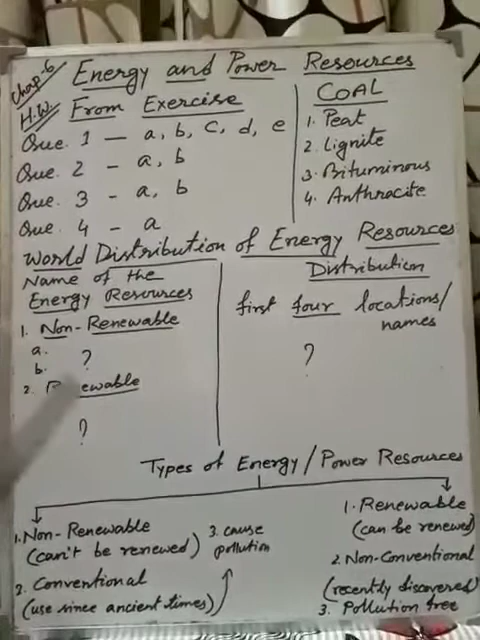 Chap. 6
Energy and Power Resources
H.W.
From Exercise
Que. 1 — a, b, c, d, e
Que. 2 – a, b
Que. 3 – a, b
Que. 4 – a
COAL
1. Peat
2. Lignite
3. Bituminous
4. Anthracite
World Distribution of Energy Resources
Name of the
Energy Resources
1. Non-Renewable
a.
b. ?
2. R ewable
?
Distribution
first four locations/
names
?
Types of Energy/Power Resources
1. Non-Renewable
(can't be renewed)
2. Conventional
(use since ancient times)
3. cause
pollution
1. Renewable
(can be renewed)
2. Non-Conventional
(recently discovered)
3. Pollution free